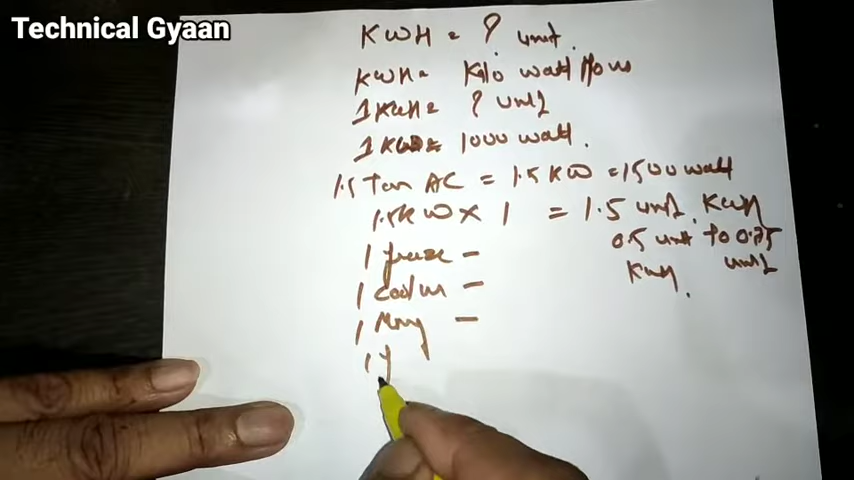 Technical Gyaan
KWH = ? unit.
KWH = Kilo watt Hours
1 KWH = ? unit
1 KW = 1000 watt.
1.5 Ton AC = 1.5 KW = 1500 watt
1.5 KW × 1 = 1.5 unit. KWH
0.5 unit to 0.75
KWH. unit
1 freeze -
1 Cooler -
1
1